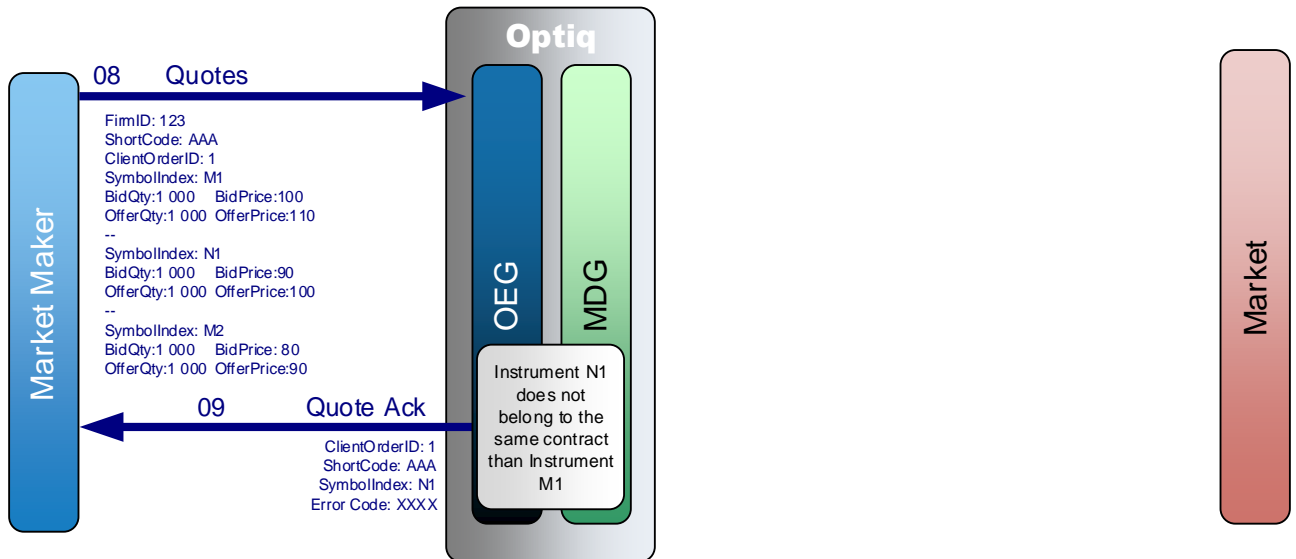 Optiq
08 Quotes
FirmID: 123
ShortCode: AAA
ClientOrderID: 1
SymbolIndex: M1
BidQty:1 000 BidPrice:100
OfferQty:1 000 OfferPrice:110
--
SymbolIndex: N1
BidQty:1 000 BidPrice:90
OfferQty:1 000 OfferPrice:100
--
SymbolIndex: M2
BidQty:1 000 BidPrice: 80
OfferQty:1 000 OfferPrice:90
Market Maker
OEG
MDG
Market
Instrument N1
does not
belong to the
same contract
than Instrument
M1
09 Quote Ack
ClientOrderID: 1
ShortCode: AAA
SymbolIndex: N1
Error Code: XXXX